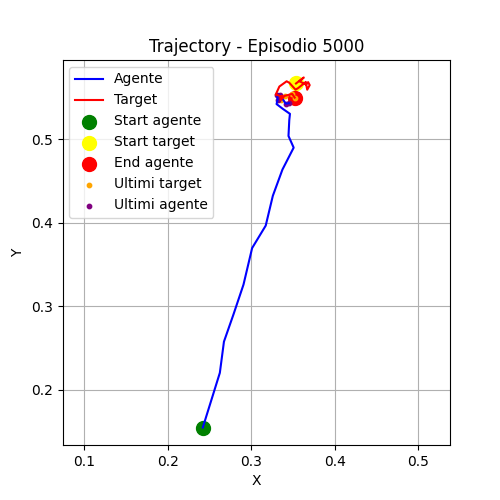 Trajectory - Episodio 5000
Agente
Target
Start agente
Start target
End agente
Ultimi target
Ultimi agente
Y
0.5
0.4
0.3
0.2
0.1 0.2 0.3 0.4 0.5
X